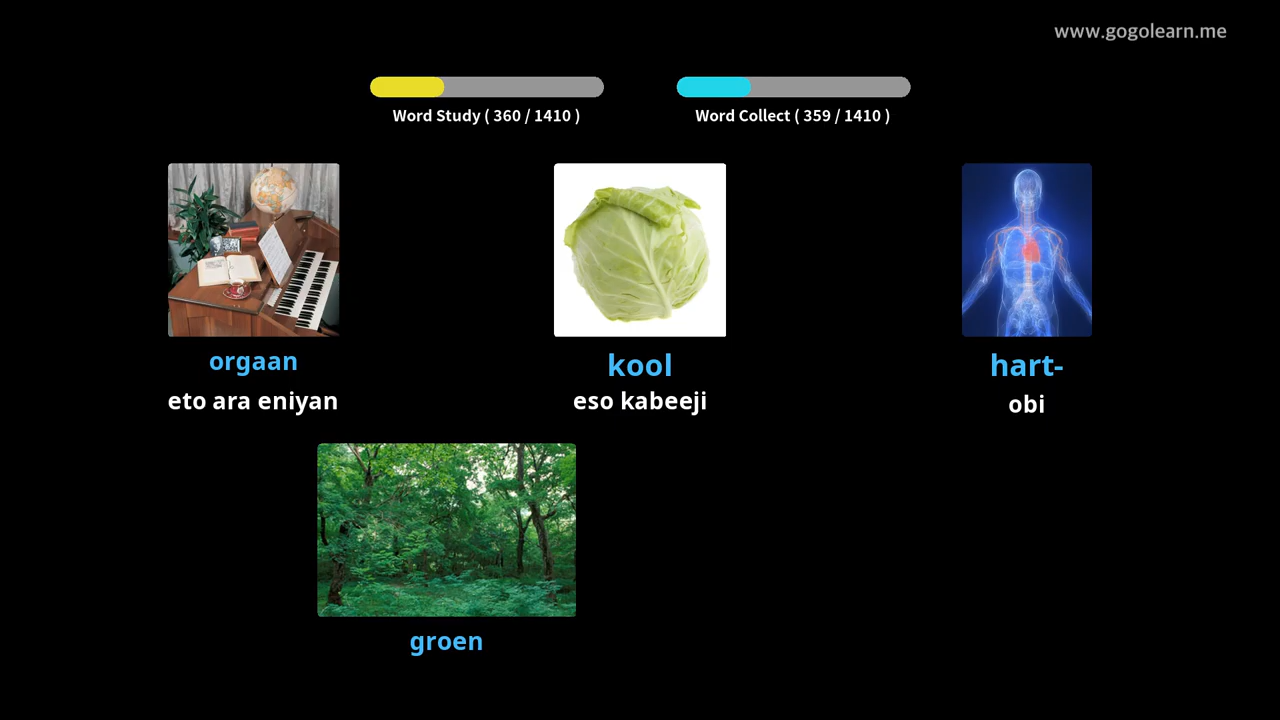 www.gogolearn.me
Word Study ( 360 / 1410 )
Word Collect ( 359 / 1410 )
orgaan
kool
hart-
eto ara eniyan
eso kabeeji
obi
groen